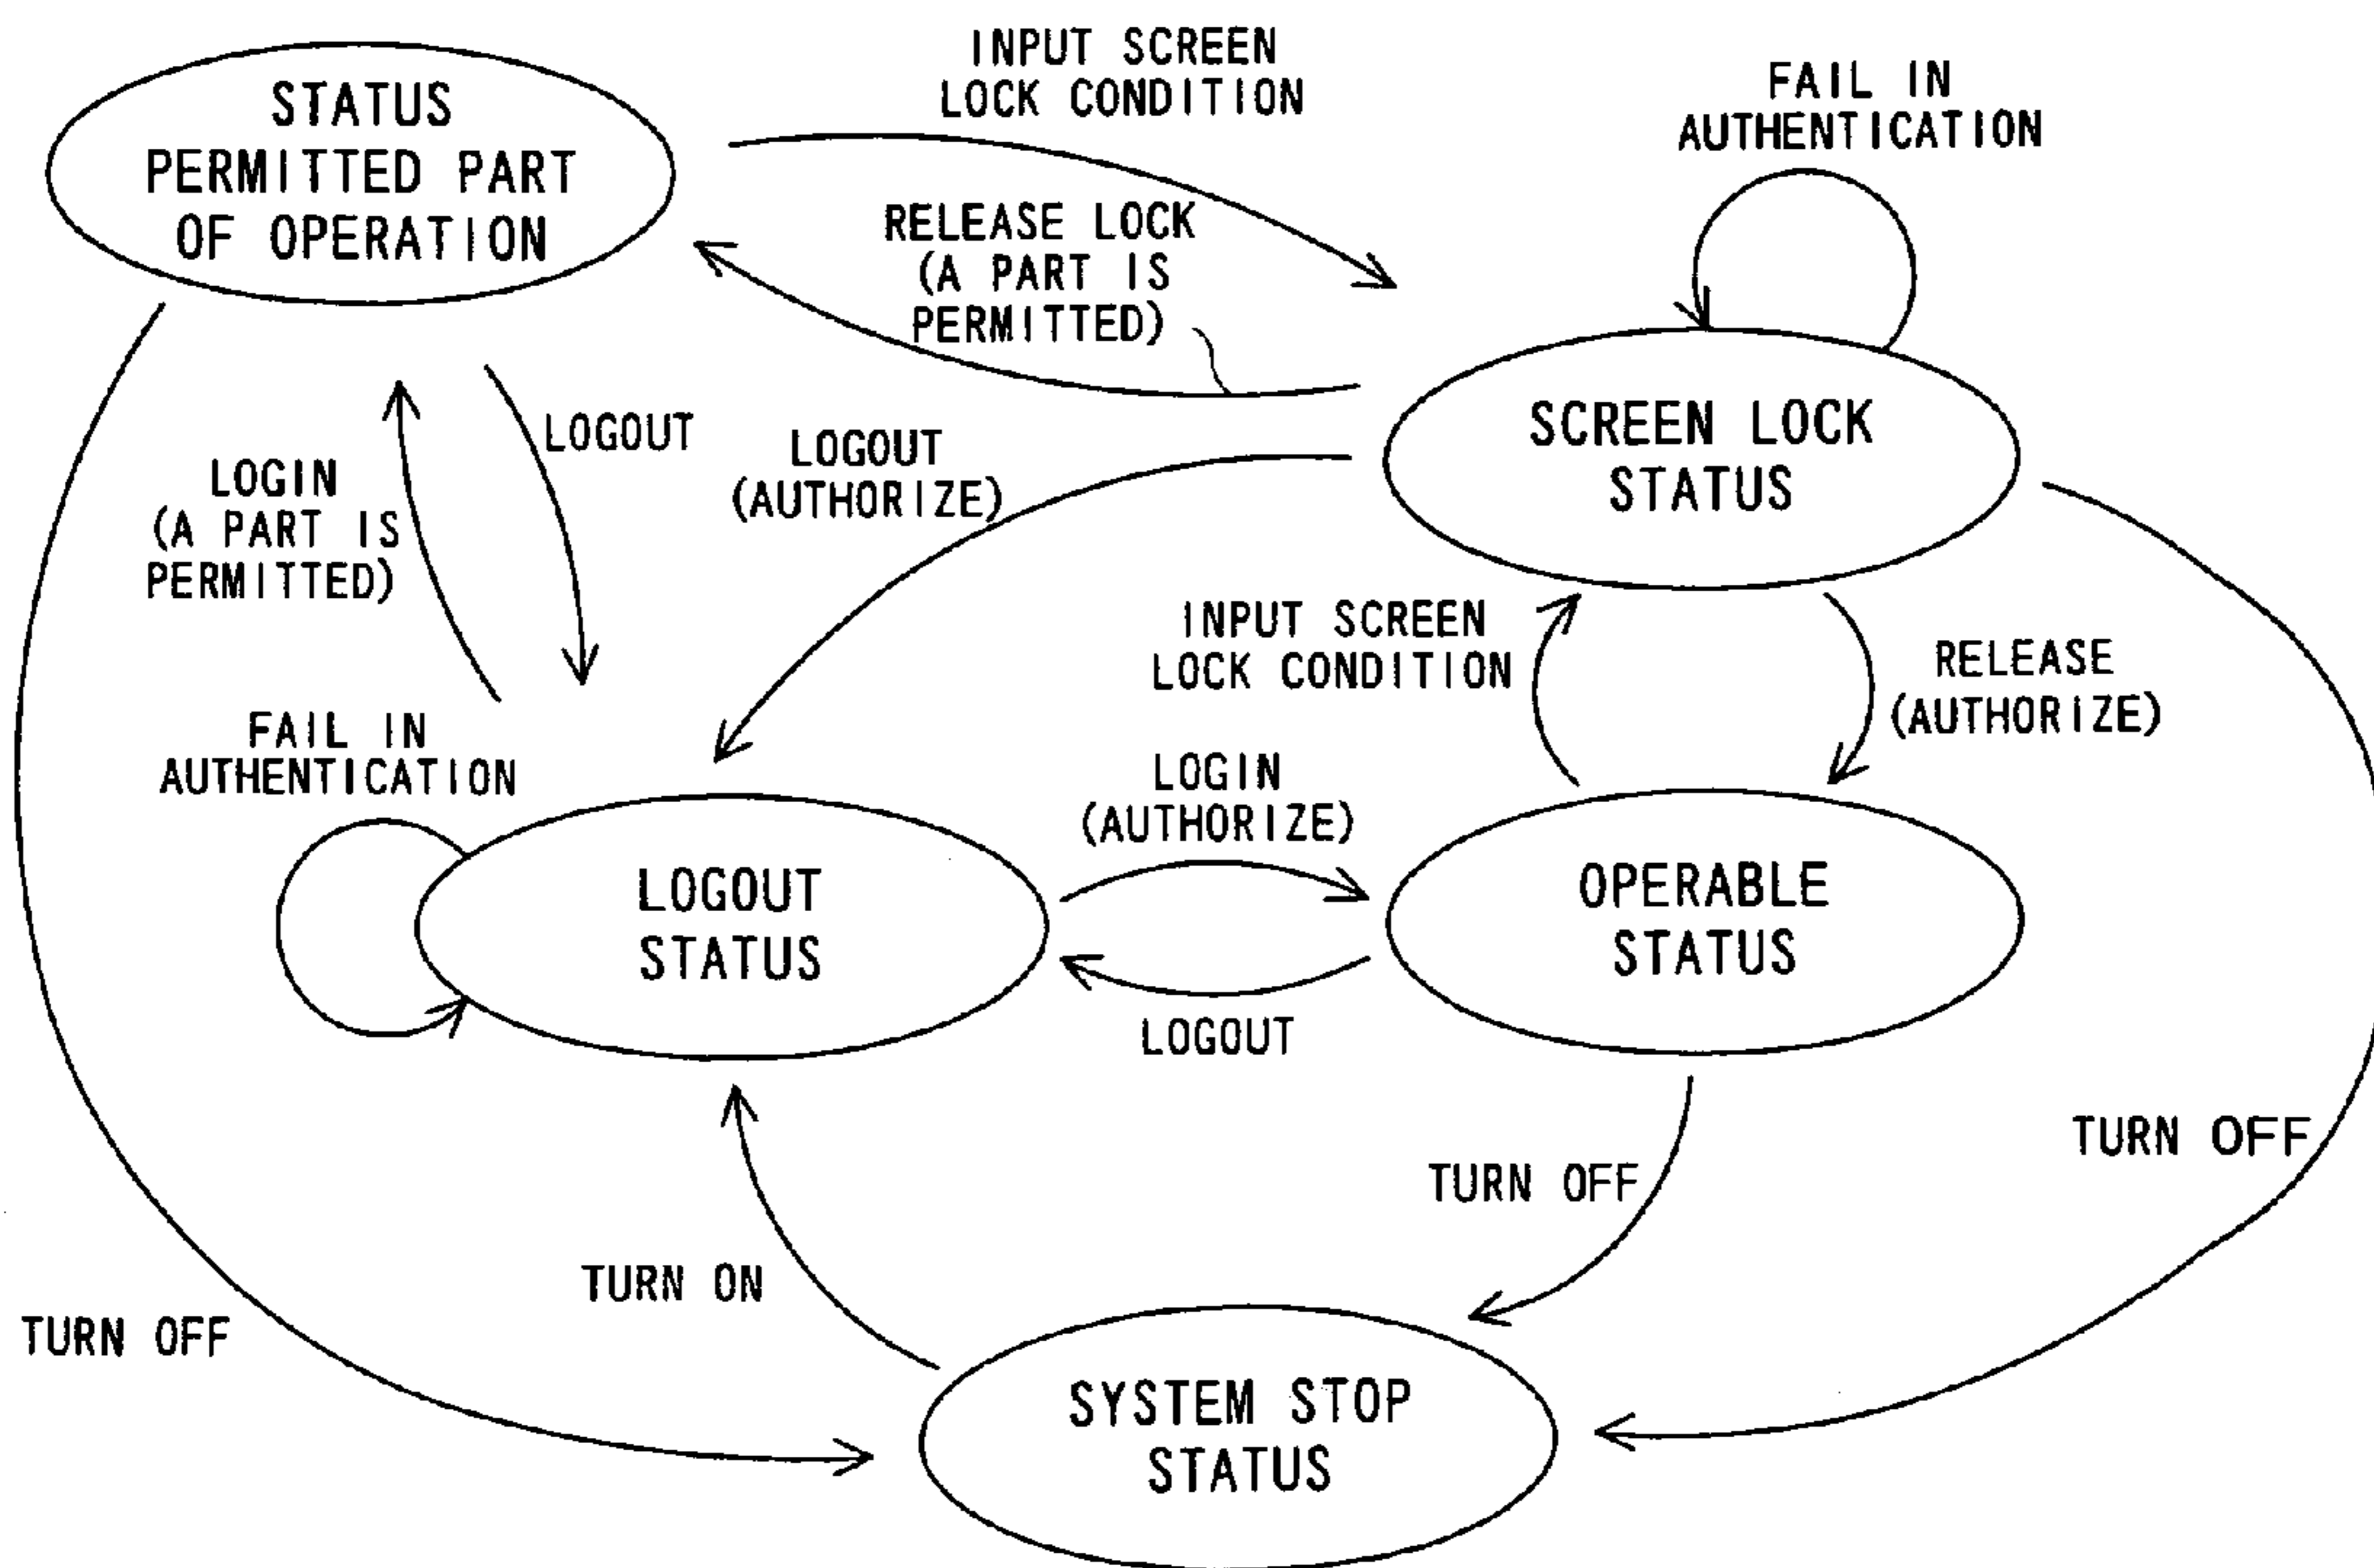 INPUT SCREEN
LOCK CONDITION
FAIL IN
AUTHENTICATION
STATUS
PERMITTED PART
OF OPERATION
RELEASE LOCK
(A PART IS
PERMITTED)
SCREEN LOCK
STATUS
LOGOUT
LOGOUT
(AUTHORIZE)
LOGIN
(A PART IS
PERMITTED)
INPUT SCREEN
LOCK CONDITION
RELEASE
(AUTHORIZE)
FAIL IN
AUTHENTICATION
LOGIN
(AUTHORIZE)
LOGOUT
STATUS
OPERABLE
STATUS
LOGOUT
TURN OFF
TURN OFF
TURN ON
TURN OFF
SYSTEM STOP
STATUS